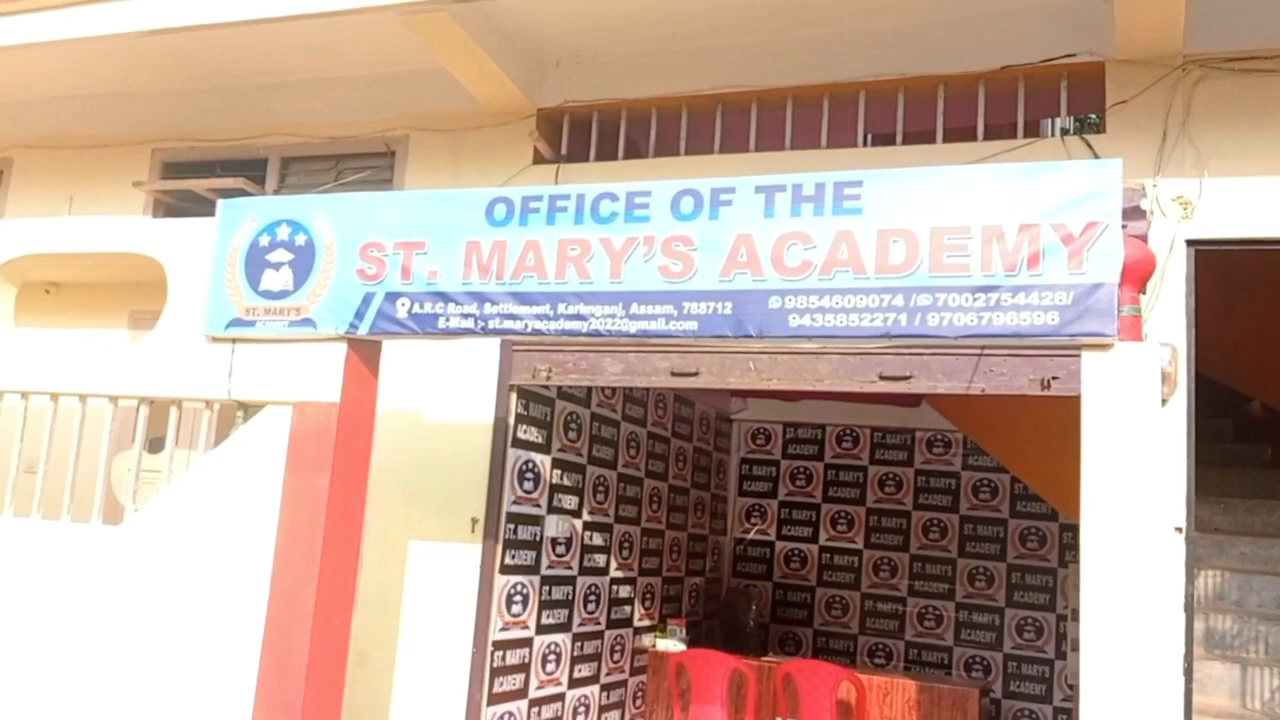 OFFICE OF THE
ST. MARY'S ACADEMY
ST. MARY'S
ACADEMY
A.R.C Road, Settlement, Karimganj, Assam, 788712
E-Mail :- st.maryacademy2022@gmail.com
9854609074 / 7002754428/
9435852271 / 9706796596
ST. MARY'S
ACADEMY